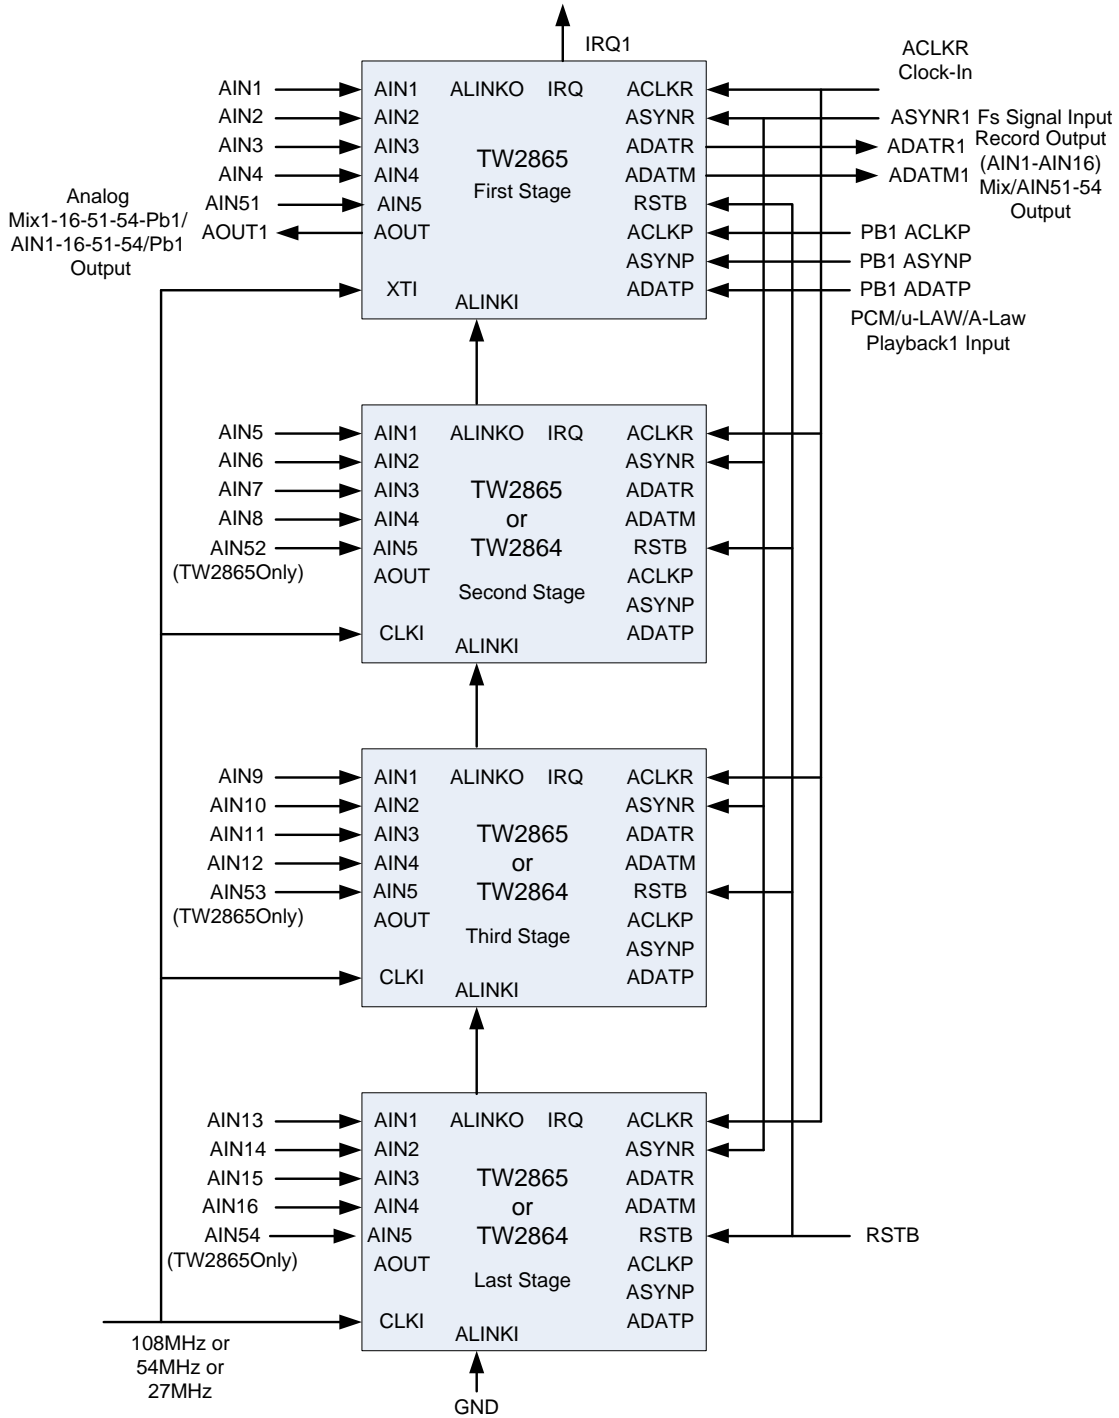 IRQ1
ACLKR
Clock-In
AIN1
AIN2
AIN3
AIN4
AIN51
Analog
Mix1-16-51-54-Pb1/
AIN1-16-51-54/Pb1
Output
AOUT1
AIN1 ALINKO IRQ ACLKR
AIN2 ASYNR
AIN3 ADATR
AIN4 ADATM
AIN5 RSTB
AOUT ACLKP
ASYNP
XTI ADATP
ALINKI
TW2865
First Stage
ASYNR1 Fs Signal Input
ADATR1 Record Output
(AIN1-AIN16)
ADATM1 Mix/AIN51-54
Output
PB1 ACLKP
PB1 ASYNP
PB1 ADATP
PCM/u-LAW/A-Law
Playback1 Input
AIN5
AIN6
AIN7
AIN8
AIN52
(TW2865Only)
AIN1 ALINKO IRQ ACLKR
AIN2 ASYNR
AIN3 ADATR
AIN4 ADATM
AIN5 RSTB
AOUT ACLKP
ASYNP
CLKI ADATP
ALINKI
TW2865
or
TW2864
Second Stage
AIN9
AIN10
AIN11
AIN12
AIN53
(TW2865Only)
AIN1 ALINKO IRQ ACLKR
AIN2 ASYNR
AIN3 ADATR
AIN4 ADATM
AIN5 RSTB
AOUT ACLKP
ASYNP
CLKI ADATP
ALINKI
TW2865
or
TW2864
Third Stage
AIN13
AIN14
AIN15
AIN16
AIN54
(TW2865Only)
AIN1 ALINKO IRQ ACLKR
AIN2 ASYNR
AIN3 ADATR
AIN4 ADATM
AIN5 RSTB
AOUT ACLKP
ASYNP
CLKI ADATP
ALINKI
TW2865
or
TW2864
Last Stage
RSTB
108MHz or
54MHz or
27MHz
GND